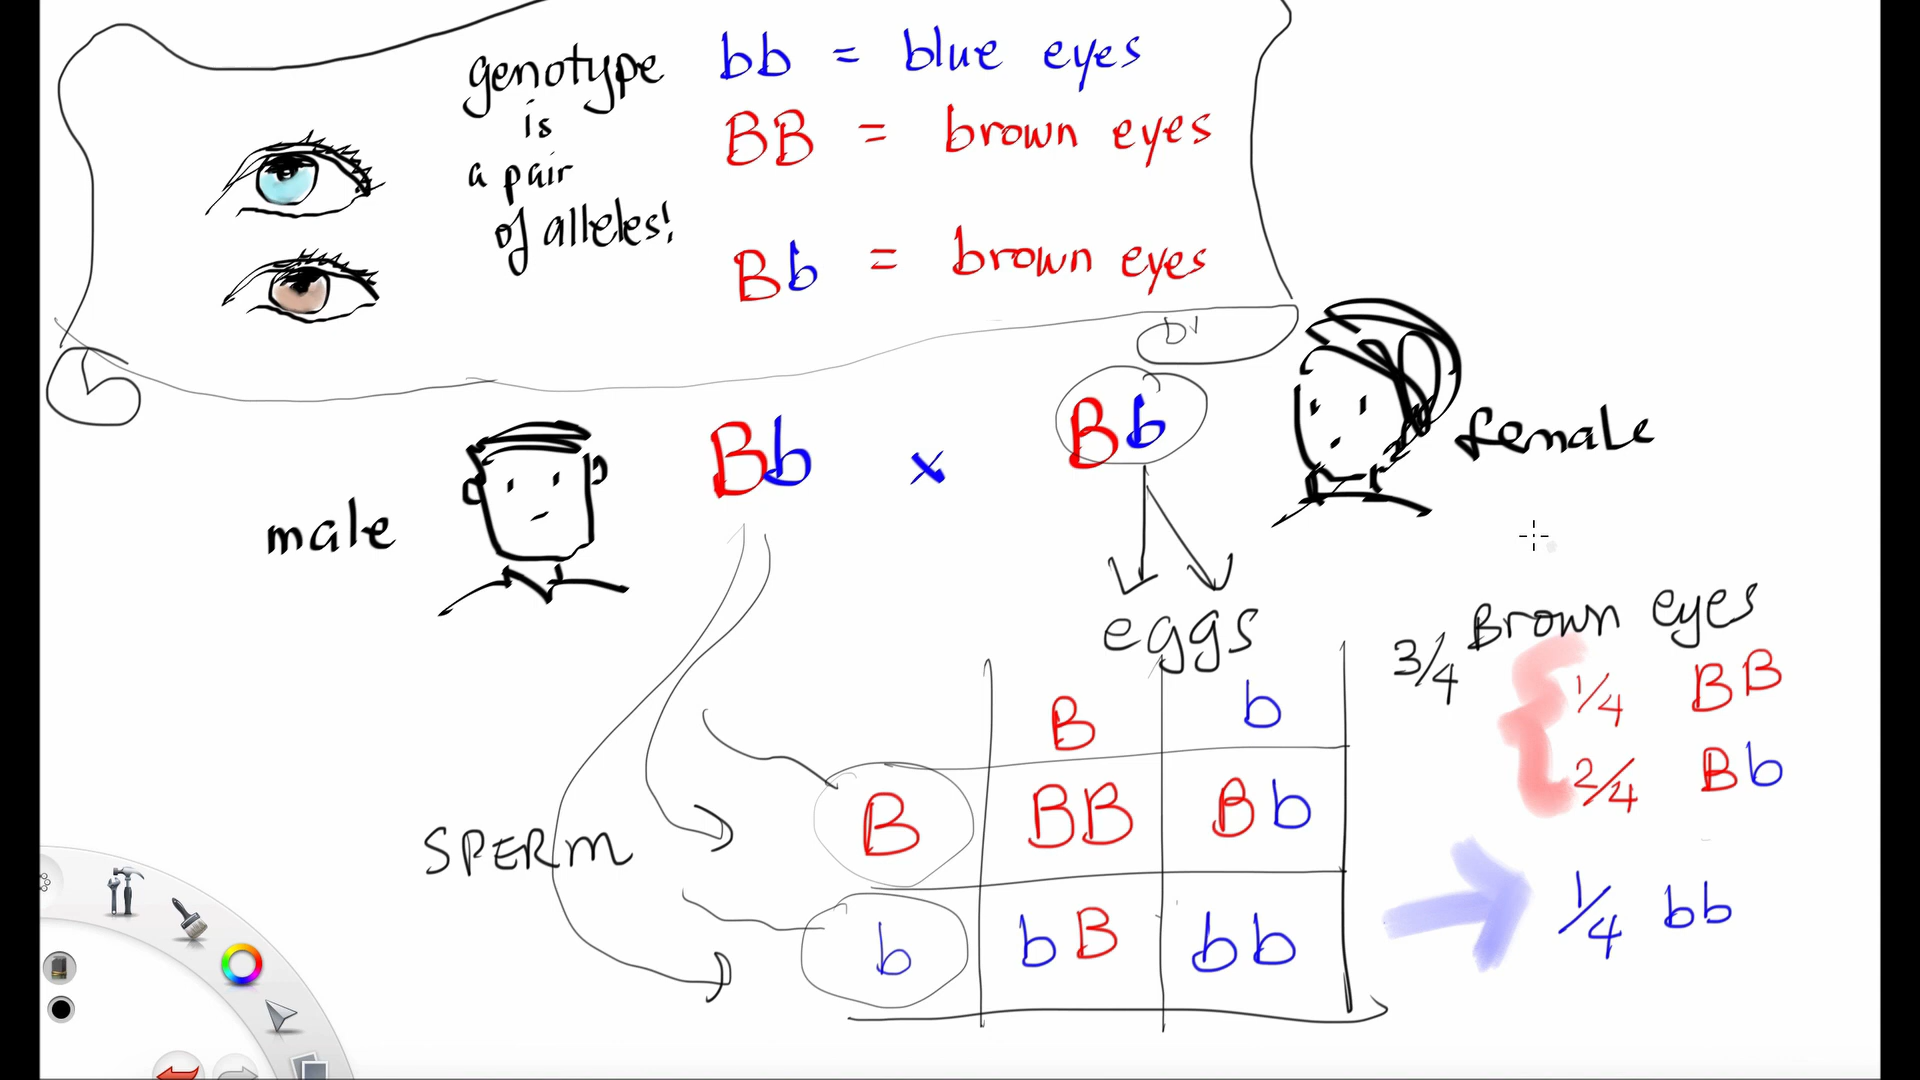 genotype
is
a pair
of alleles!
bb = blue eyes
BB = brown eyes
Bb = brown eyes
male
Bb x Bb
female
eggs
B b
SPERM
B BB Bb
b bB bb
3/4 Brown eyes
1/4 BB
2/4 Bb
1/4 bb